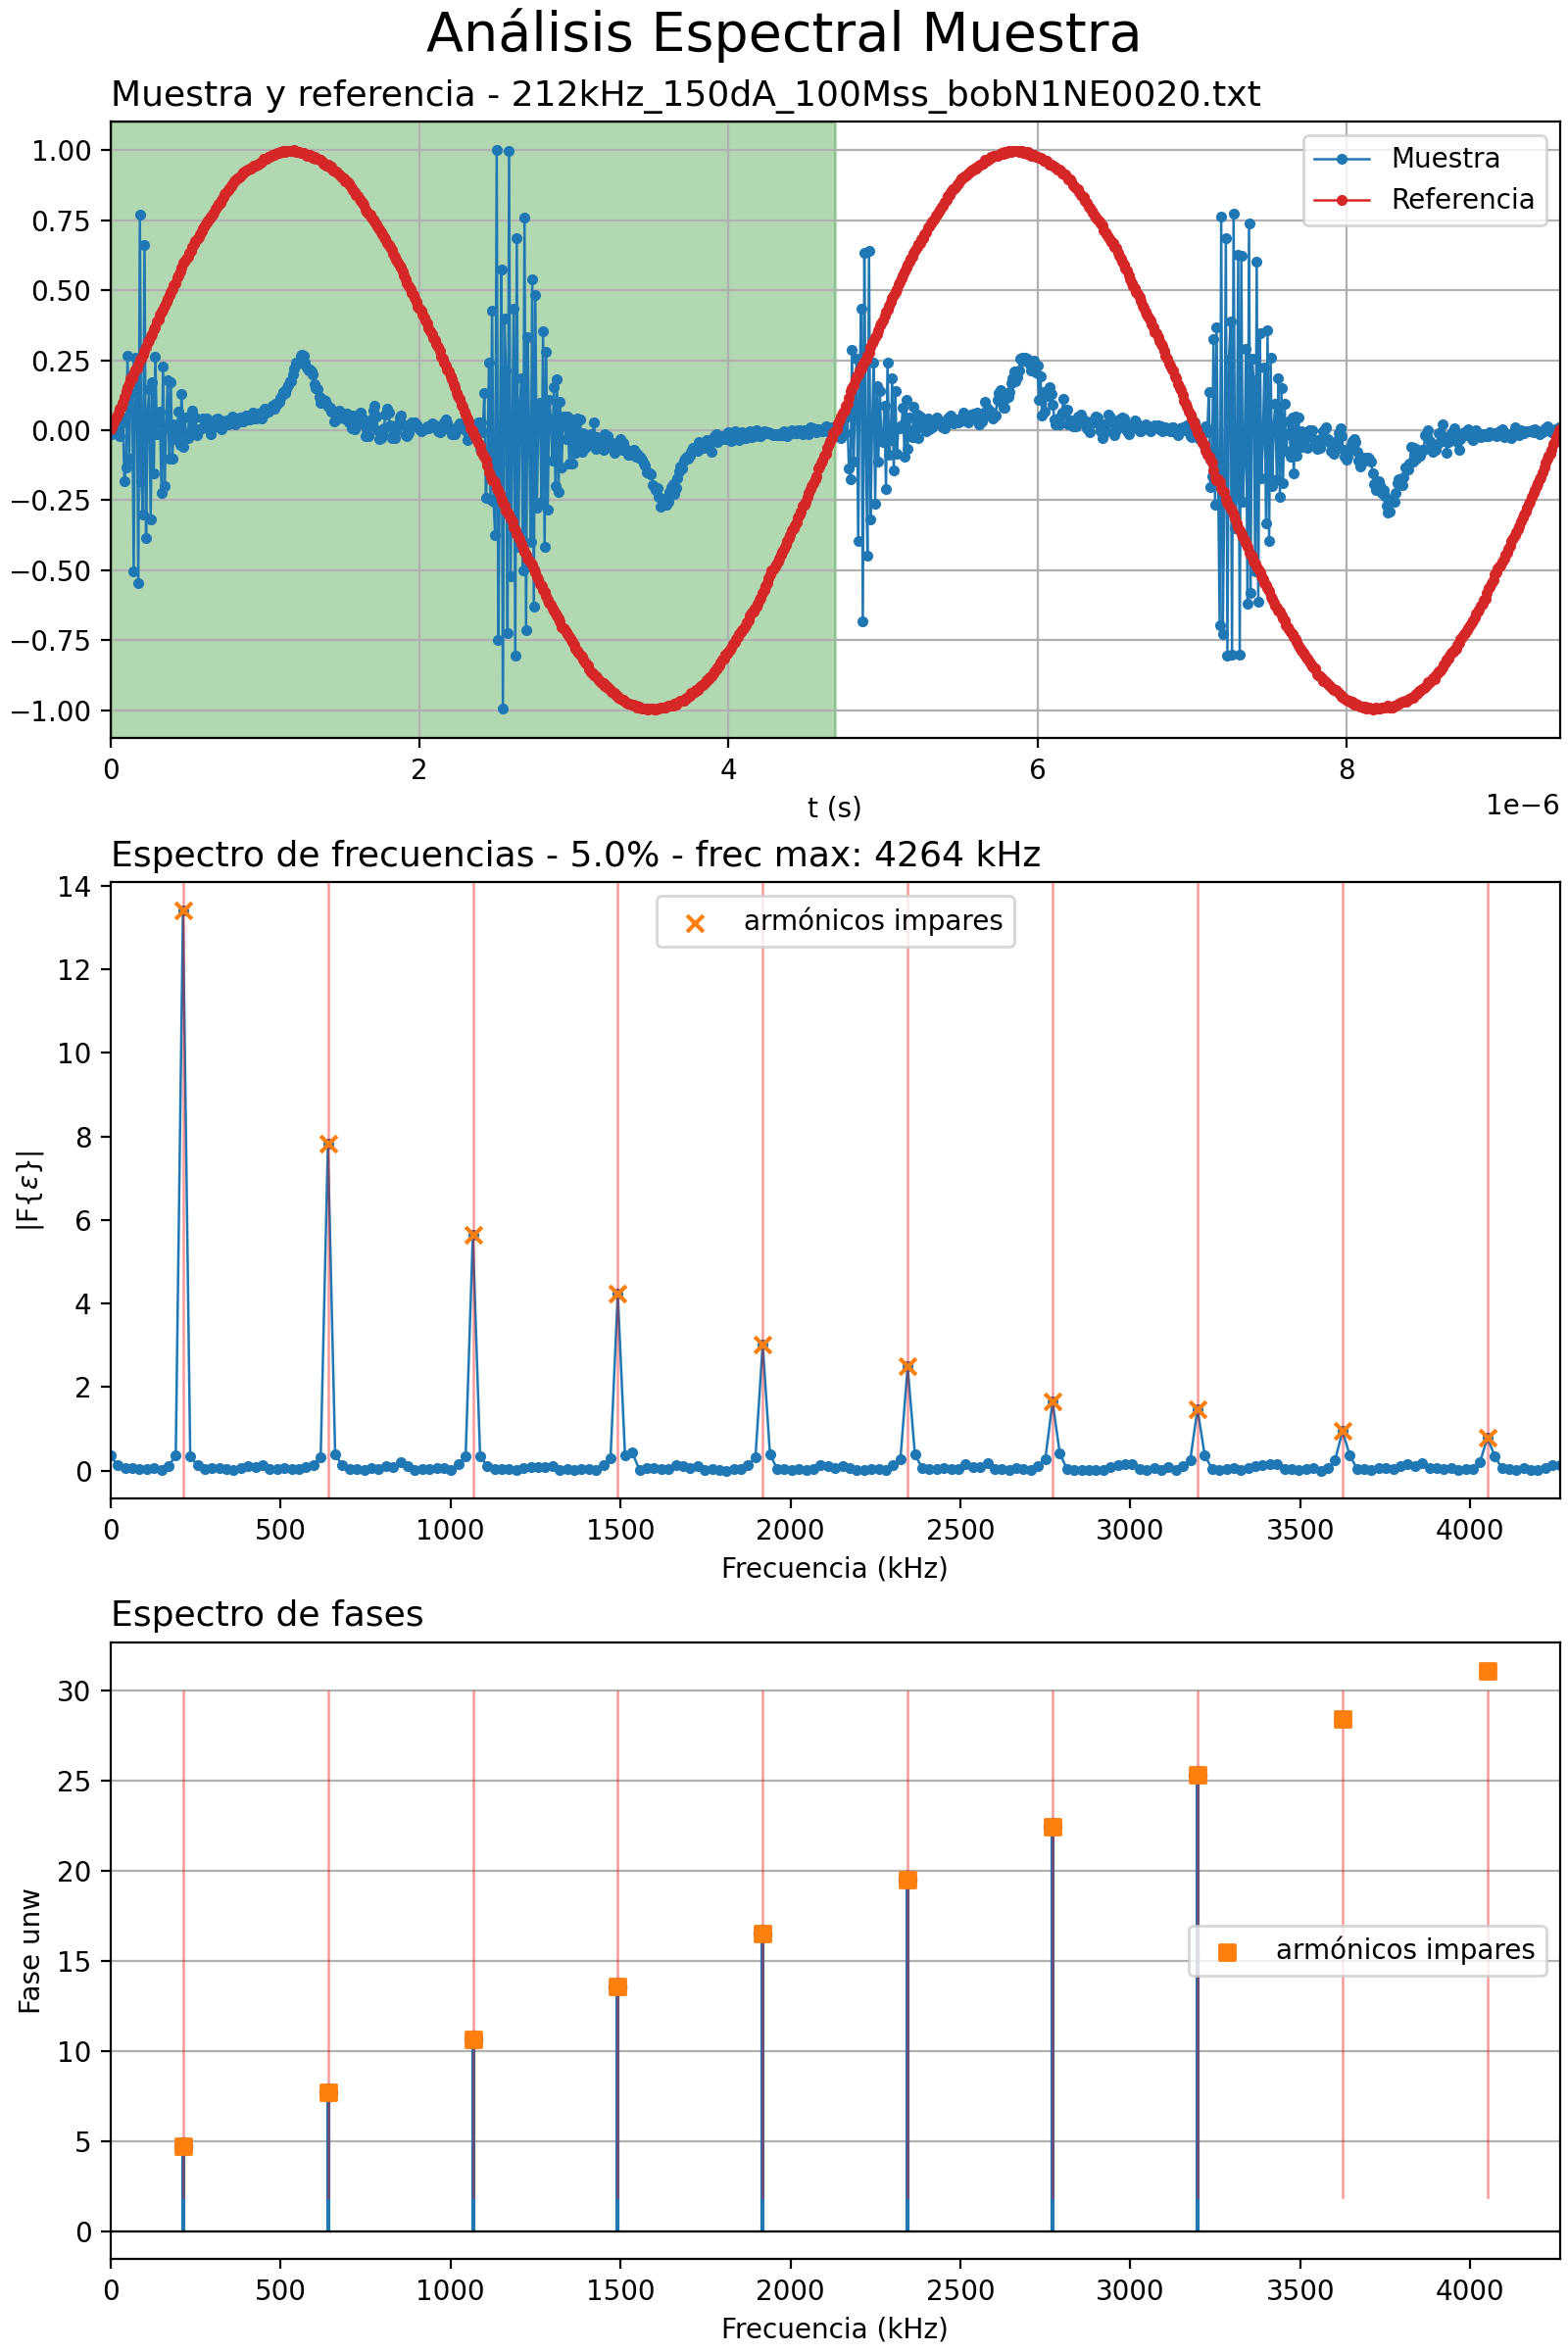 Análisis Espectral Muestra
Muestra y referencia - 212kHz_150dA_100Mss_bobN1NE0020.txt
1.00
0.75
0.50
0.25
0.00
−0.25
−0.50
−0.75
−1.00
Muestra
Referencia
0 2 4 6 8
t (s)
1e−6
Espectro de frecuencias - 5.0% - frec max: 4264 kHz
14
12
10
8
6
4
2
0
|F{ε}|
armónicos impares
0 500 1000 1500 2000 2500 3000 3500 4000
Frecuencia (kHz)
Espectro de fases
30
25
20
15
10
5
0
Fase unw
armónicos impares
0 500 1000 1500 2000 2500 3000 3500 4000
Frecuencia (kHz)